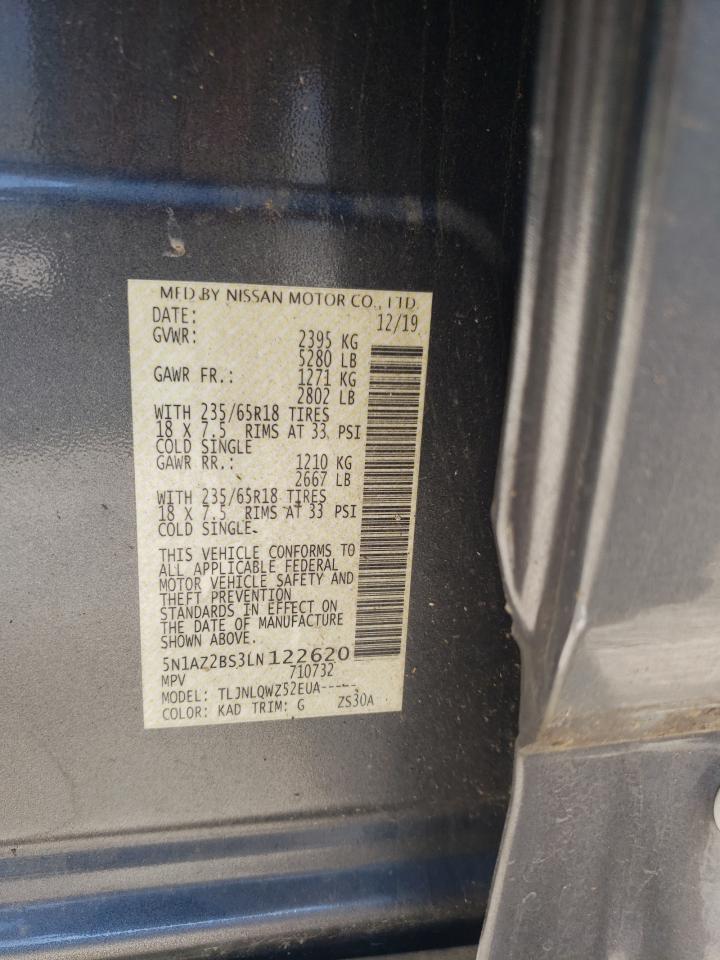 MFD.BY NISSAN MOTOR CO., LTD.
DATE: 12/19
GVWR: 2395 KG
5280 LB
GAWR FR.: 1271 KG
2802 LB
WITH 235/65R18 TIRES
18 X 7.5 RIMS AT 33 PSI
COLD SINGLE
GAWR RR.: 1210 KG
2667 LB
WITH 235/65R18 TIRES
18 X 7.5 RIMS AT 33 PSI
COLD SINGLE
THIS VEHICLE CONFORMS TO
ALL APPLICABLE FEDERAL
MOTOR VEHICLE SAFETY AND
THEFT PREVENTION
STANDARDS IN EFFECT ON
THE DATE OF MANUFACTURE
SHOWN ABOVE.
5N1AZ2BS3LN122620
MPV 710732
MODEL: TLJNLQWZ52EUA-----
COLOR: KAD TRIM: G ZS30A